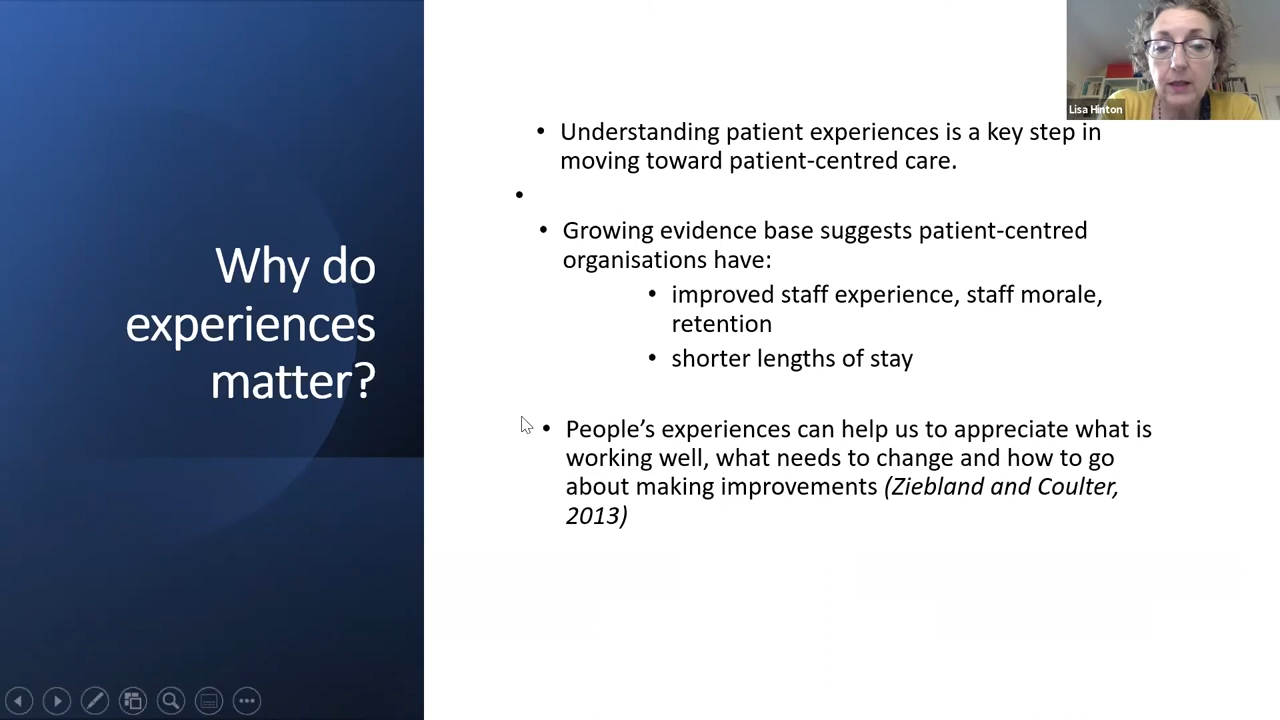 Why do
experiences
matter?
Lisa Hinton
• Understanding patient experiences is a key step in
moving toward patient-centred care.
•
• Growing evidence base suggests patient-centred
organisations have:
• improved staff experience, staff morale,
retention
• shorter lengths of stay
• People’s experiences can help us to appreciate what is
working well, what needs to change and how to go
about making improvements (Ziebland and Coulter,
2013)